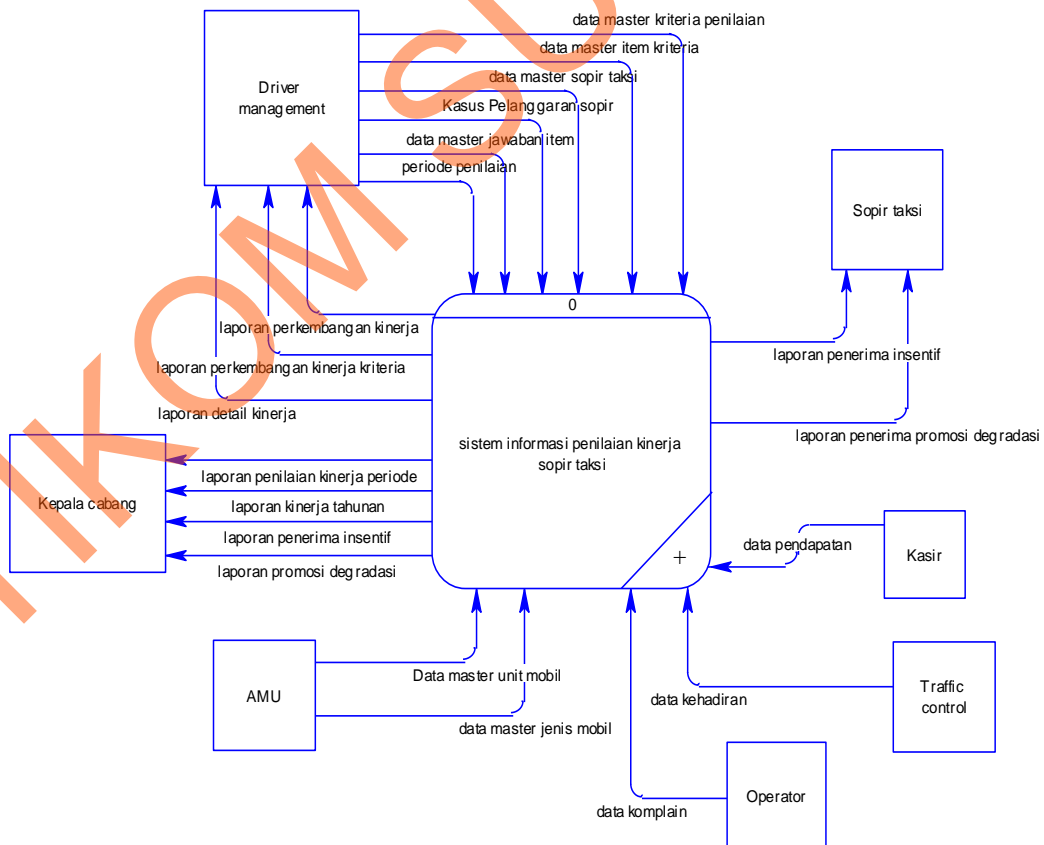 data master kriteria penilaian
data master item kriteria
data master sopir taksi
Kasus Pelanggaran sopir
data master jawaban item
periode penilaian
Driver
management
Sopir taksi
0
laporan perkembangan kinerja
laporan perkembangan kinerja kriteria
laporan detail kinerja
laporan penerima insentif
laporan penerima promosi degradasi
sistem informasi penilaian kinerja
sopir taksi
Kepala cabang
laporan penilaian kinerja periode
laporan kinerja tahunan
laporan penerima insentif
laporan promosi degradasi
data pendapatan
Kasir
+
AMU
Data master unit mobil
data master jenis mobil
data kehadiran
Traffic
control
data komplain
Operator
IKOM SU